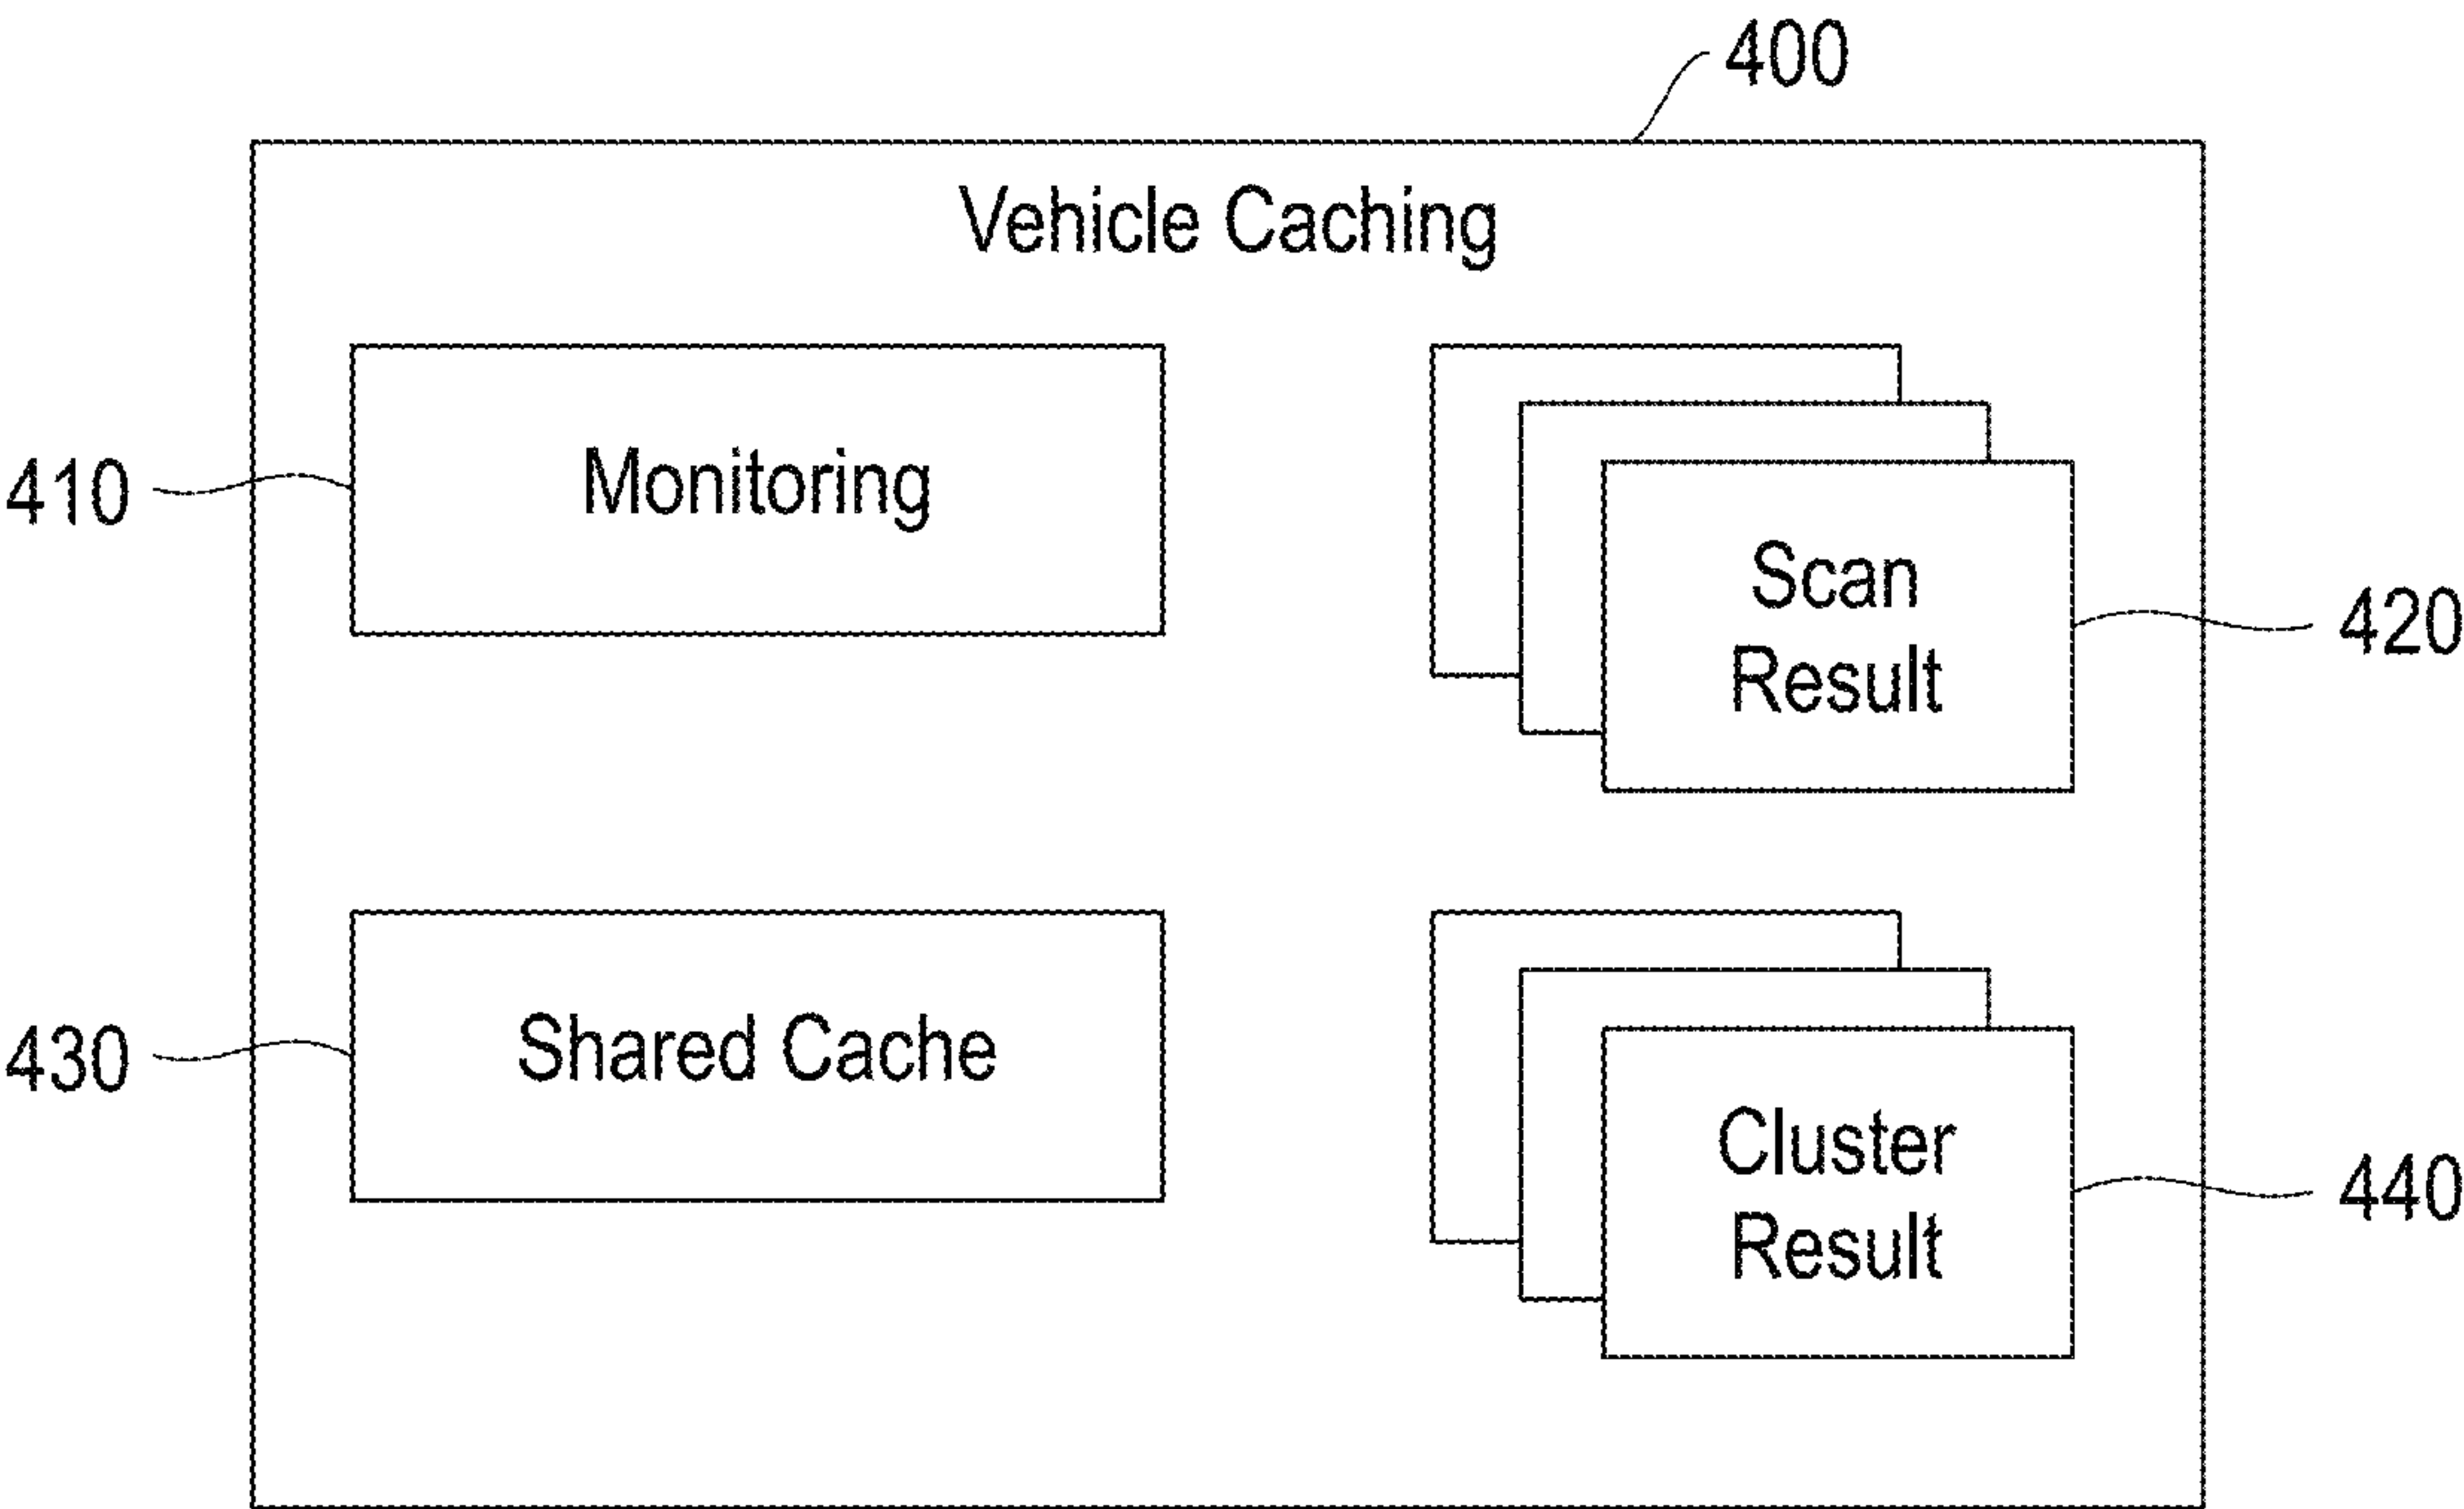 400
Vehicle Caching
410
Monitoring
Scan
Result
420
430
Shared Cache
Cluster
Result
440